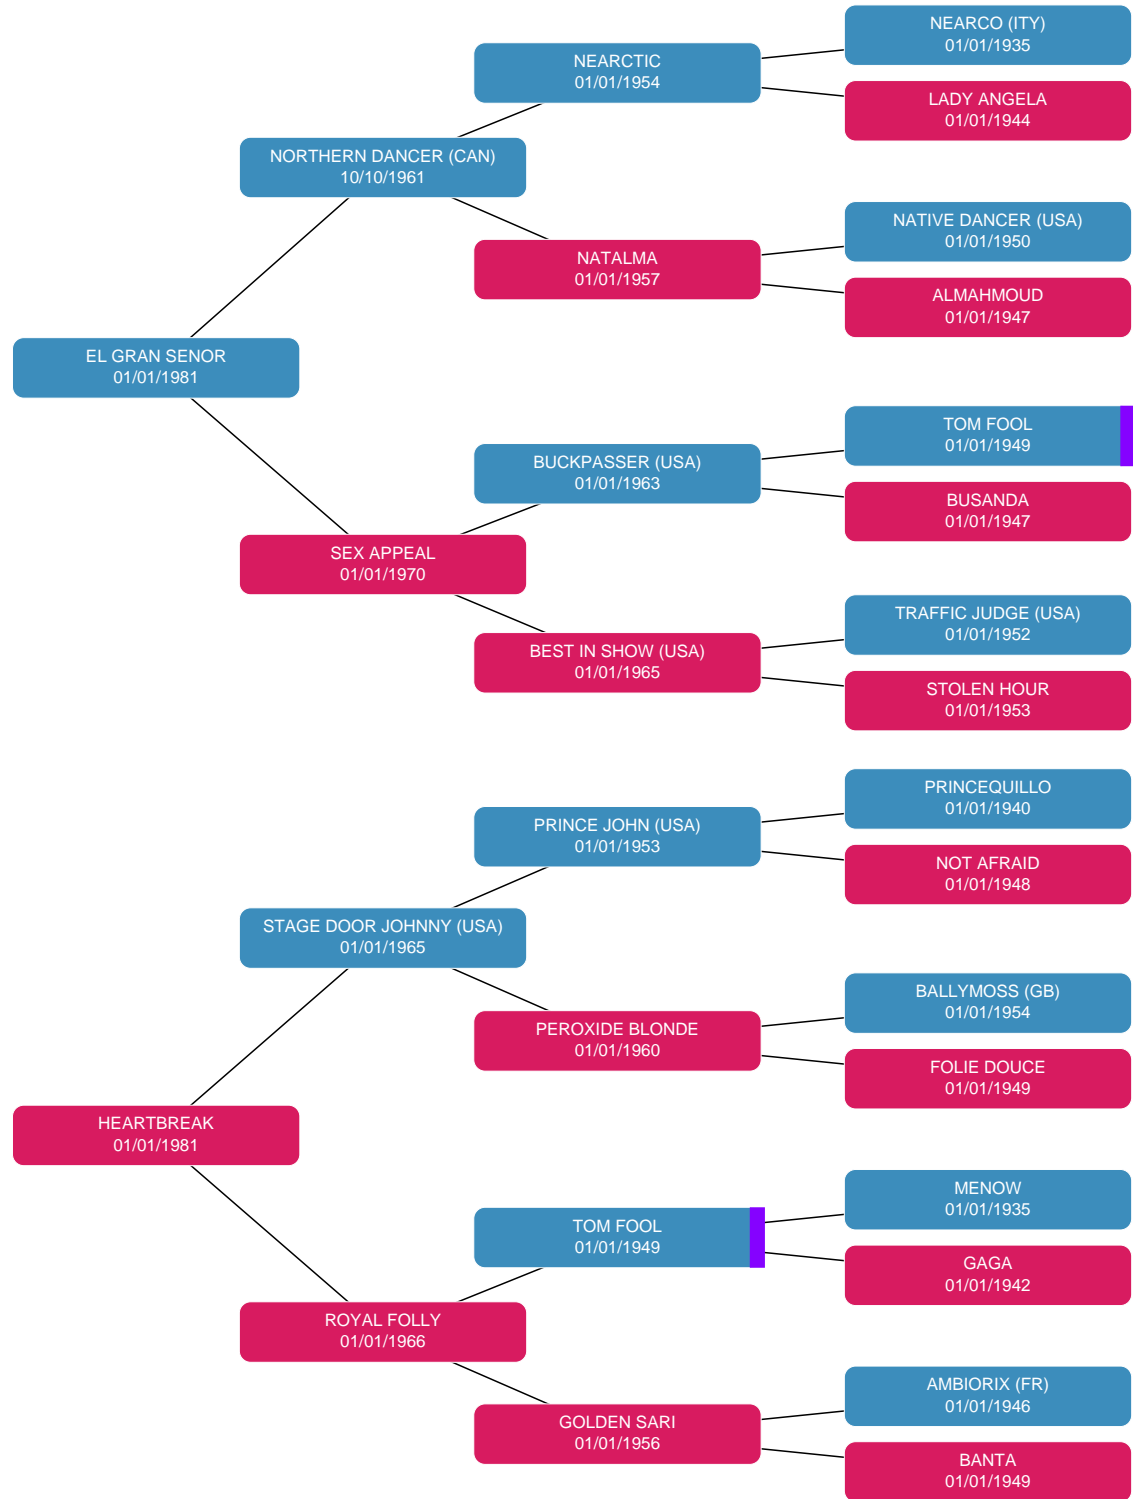 NEARCO (ITY)
01/01/1935
NEARCTIC
01/01/1954
LADY ANGELA
01/01/1944
NORTHERN DANCER (CAN)
10/10/1961
NATIVE DANCER (USA)
01/01/1950
NATALMA
01/01/1957
ALMAHMOUD
01/01/1947
EL GRAN SENOR
01/01/1981
TOM FOOL
01/01/1949
BUCKPASSER (USA)
01/01/1963
BUSANDA
01/01/1947
SEX APPEAL
01/01/1970
TRAFFIC JUDGE (USA)
01/01/1952
BEST IN SHOW (USA)
01/01/1965
STOLEN HOUR
01/01/1953
PRINCEQUILLO
01/01/1940
PRINCE JOHN (USA)
01/01/1953
NOT AFRAID
01/01/1948
STAGE DOOR JOHNNY (USA)
01/01/1965
BALLYMOSS (GB)
01/01/1954
PEROXIDE BLONDE
01/01/1960
FOLIE DOUCE
01/01/1949
HEARTBREAK
01/01/1981
MENOW
01/01/1935
TOM FOOL
01/01/1949
GAGA
01/01/1942
ROYAL FOLLY
01/01/1966
AMBIORIX (FR)
01/01/1946
GOLDEN SARI
01/01/1956
BANTA
01/01/1949